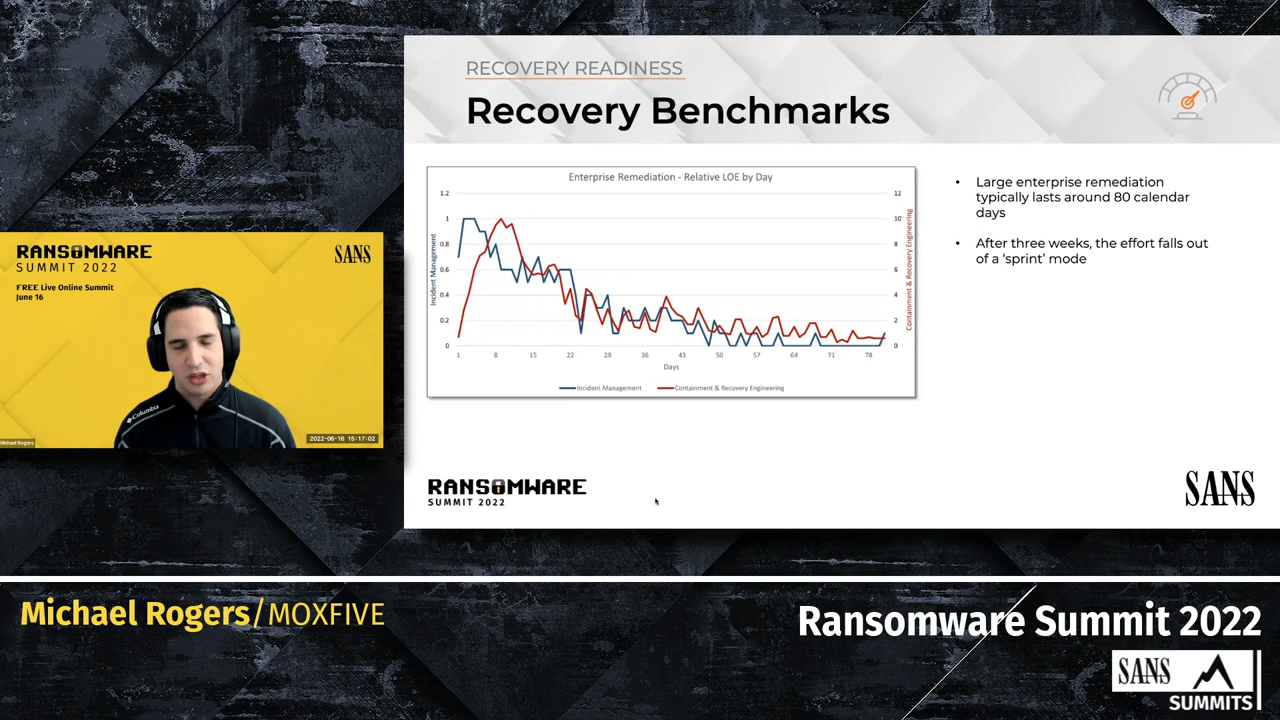 RECOVERY READINESS
Recovery Benchmarks
Enterprise Remediation - Relative LOE by Day
1.2
1
0.8
0.6
0.4
0.2
0
Incident Management
12
10
8
6
4
2
0
Containment & Recovery Engineering
1 8 15 22 29 36 43 50 57 64 71 78
Days
Incident Management Containment & Recovery Engineering
• Large enterprise remediation
typically lasts around 80 calendar
days
• After three weeks, the effort falls out
of a ‘sprint’ mode
RANSOMWARE
SUMMIT 2022
SANS
RANSOMWARE
SUMMIT 2022
SANS
FREE Live Online Summit
June 16
Columbia
Michael Rogers
2022-06-16 15:17:02
Michael Rogers/MOXFIVE
Ransomware Summit 2022
SANS
SUMMITS